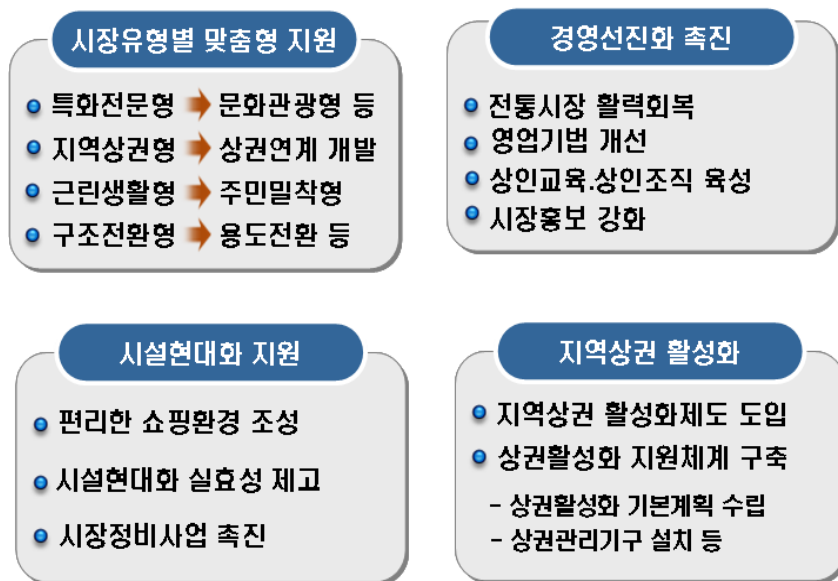 시장유형별 맞춤형 지원
특화전문형 문화관광형 등
지역상권형 상권연계 개발
근린생활형 주민밀착형
구조전환형 용도전환 등
경영선진화 촉진
전통시장 활력회복
영업기법 개선
상인교육.상인조직 육성
시장홍보 강화
시설현대화 지원
편리한 쇼핑환경 조성
시설현대화 실효성 제고
시장정비사업 촉진
지역상권 활성화
지역상권 활성화제도 도입
상권활성화 지원체계 구축
- 상권활성화 기본계획 수립
- 상권관리기구 설치 등